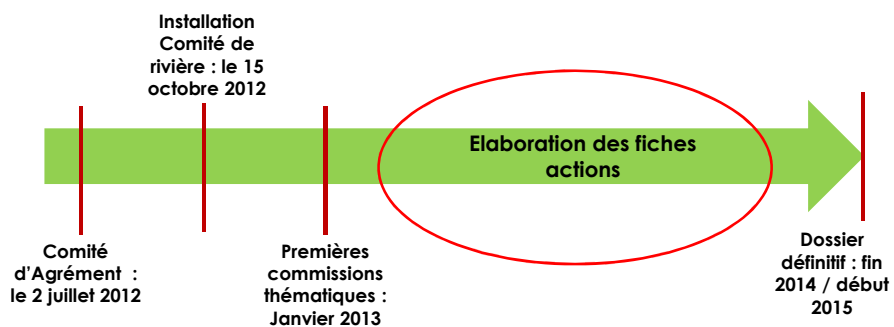 Installation
Comité de
rivière : le 15
octobre 2012
Elaboration des fiches
actions
Comité
d'Agrément :
le 2 juillet 2012
Premières
commissions
thématiques :
Janvier 2013
Dossier
définitif : fin
2014 / début
2015